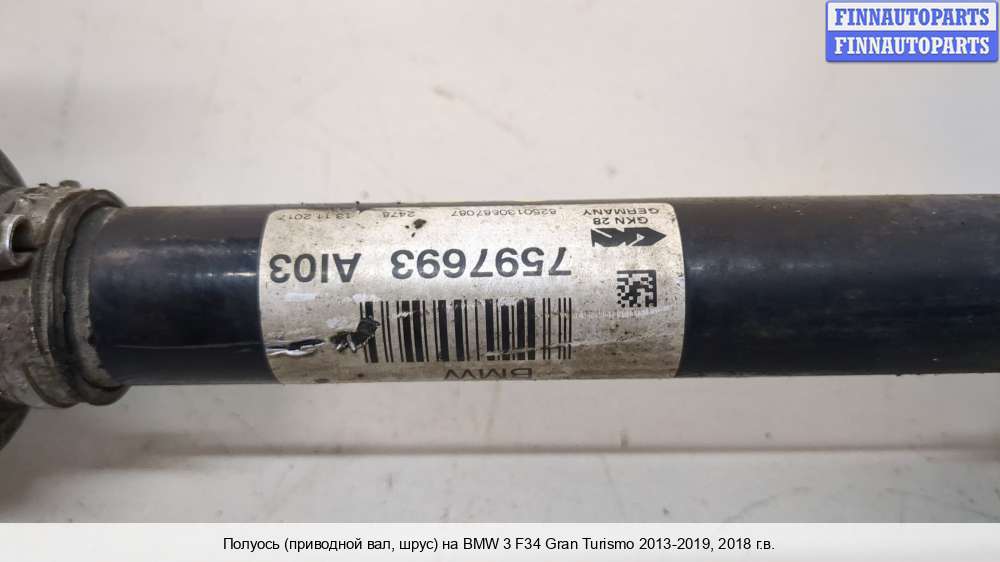 FINNAUTOPARTS
FINNAUTOPARTS
BMW
7597693 AI03
GKN
GKN 28
GERMANY
2478 13.11.2017
Полуось (приводной вал, шрус) на BMW 3 F34 Gran Turismo 2013-2019, 2018 г.в.